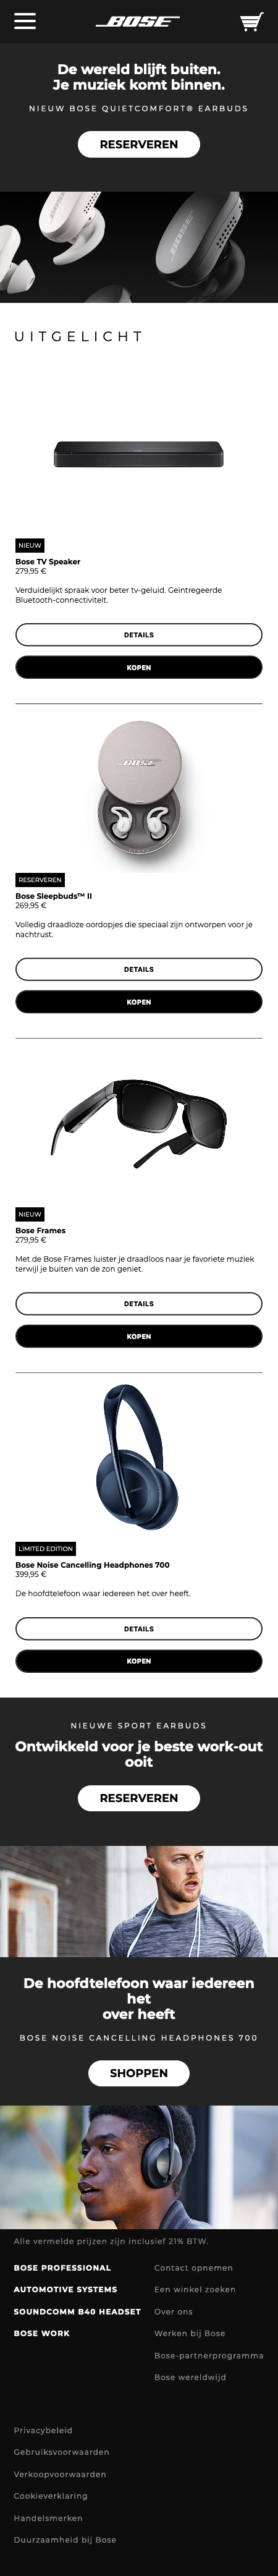 BOSE
De wereld blijft buiten.
Je muziek komt binnen.
NIEUW BOSE QUIETCOMFORT® EARBUDS
RESERVEREN
BOSE
BOSE
UITGELICHT
NIEUW
Bose TV Speaker
279,95 €
Verduidelijkt spraak voor beter tv-geluid. Geintregeerde
Bluetooth-connectiviteit.
DETAILS
KOPEN
BOSE
RESERVEREN
Bose Sleepbuds™ II
269,95 €
Volledig draadloze oordopjes die speciaal zijn ontworpen voor je
nachtrust.
DETAILS
KOPEN
NIEUW
Bose Frames
279,95 €
Met de Bose Frames luister je draadloos naar je favoriete muziek
terwijl je buiten van de zon geniet.
DETAILS
KOPEN
LIMITED EDITION
Bose Noise Cancelling Headphones 700
399,95 €
De hoofdtelefoon waar iedereen het over heeft.
DETAILS
KOPEN
NIEUWE SPORT EARBUDS
Ontwikkeld voor je beste work-out
ooit
RESERVEREN
De hoofdtelefoon waar iedereen
het
over heeft
BOSE NOISE CANCELLING HEADPHONES 700
SHOPPEN
Alle vermelde prijzen zijn inclusief 21% BTW.
BOSE PROFESSIONAL
AUTOMOTIVE SYSTEMS
SOUNDCOMM B40 HEADSET
BOSE WORK
Contact opnemen
Een winkel zoeken
Over ons
Werken bij Bose
Bose-partnerprogramma
Bose wereldwijd
Privacybeleid
Gebruiksvoorwaarden
Verkoopvoorwaarden
Cookieverklaring
Handelsmerken
Duurzaamheid bij Bose